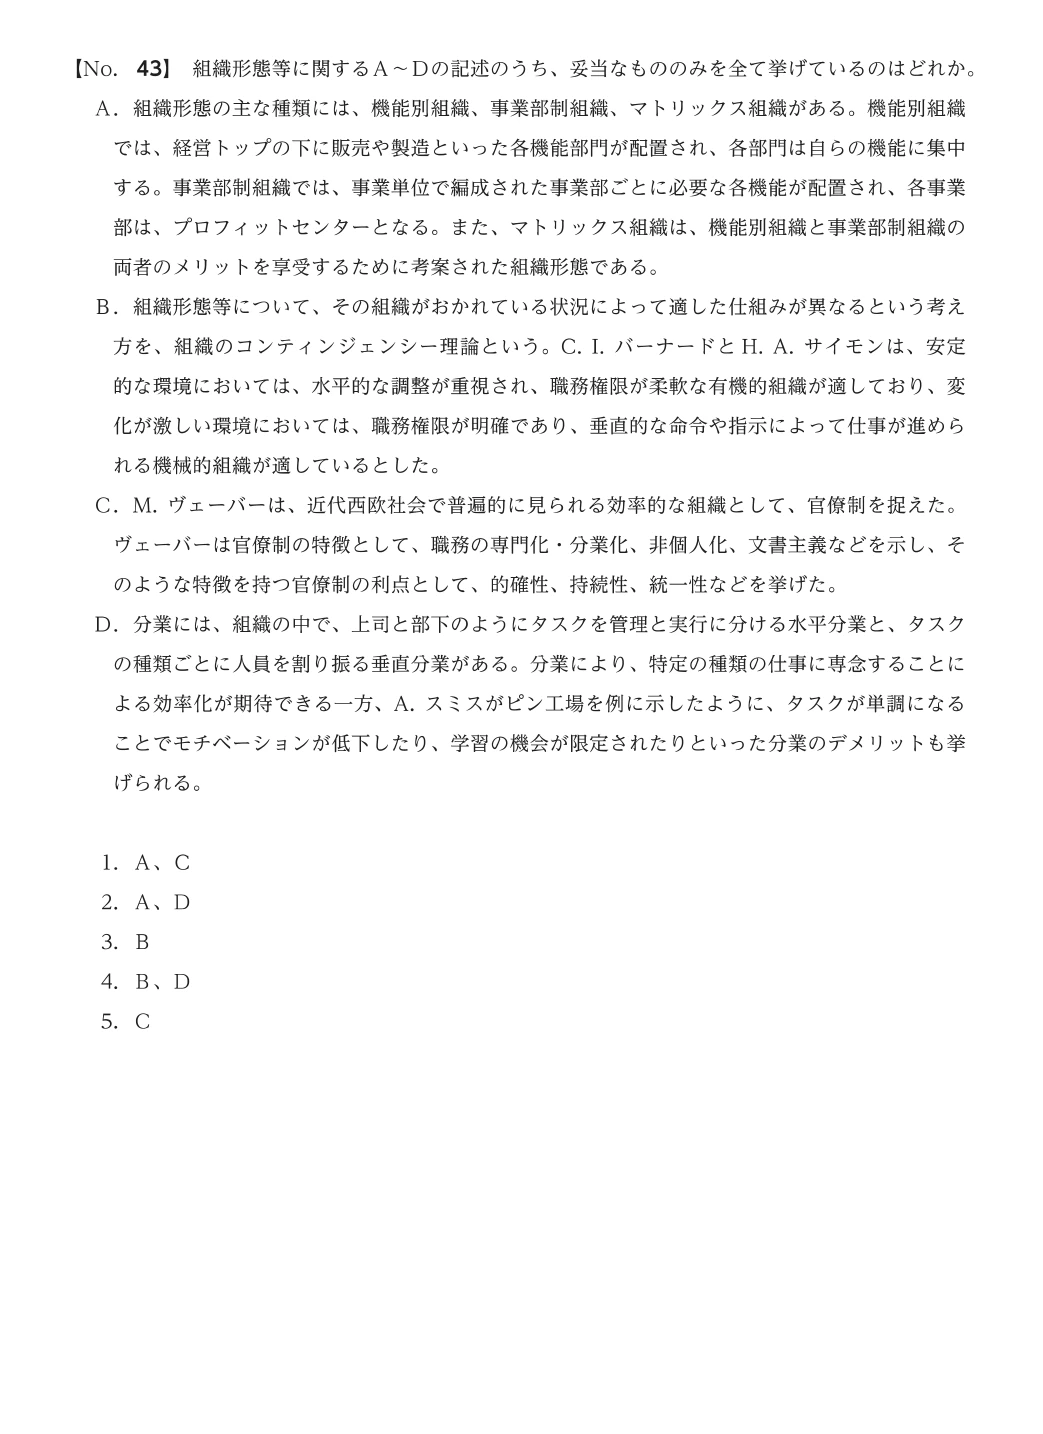 【No. 43】 組織形態等に関するA～Dの記述のうち、妥当なもののみを全て挙げているのはどれか。
A. 組織形態の主な種類には、機能別組織、事業部制組織、マトリックス組織がある。機能別組織
では、経営トップの下に販売や製造といった各機能部門が配置され、各部門は自らの機能に集中
する。事業部制組織では、事業単位で編成された事業部ごとに必要な各機能が配置され、各事業
部は、プロフィットセンターとなる。また、マトリックス組織は、機能別組織と事業部制組織の
両者のメリットを享受するために考案された組織形態である。
B. 組織形態等について、その組織がおかれている状況によって適した仕組みが異なるという考え
方を、組織のコンティンジェンシー理論という。C. I. バーナードと H. A. サイモンは、安定
的な環境においては、水平的な調整が重視され、職務権限が柔軟な有機的組織が適しており、変
化が激しい環境においては、職務権限が明確であり、垂直的な命令や指示によって仕事が進めら
れる機械的組織が適しているとした。
C. M. ヴェーバーは、近代西欧社会で普遍的に見られる効率的な組織として、官僚制を捉えた。
ヴェーバーは官僚制の特徴として、職務の専門化・分業化、非個人化、文書主義などを示し、そ
のような特徴を持つ官僚制の利点として、的確性、持続性、統一性などを挙げた。
D. 分業には、組織の中で、上司と部下のようにタスクを管理と実行に分ける水平分業と、タスク
の種類ごとに人員を割り振る垂直分業がある。分業により、特定の種類の仕事に専念することに
よる効率化が期待できる一方、A. スミスがピン工場を例に示したように、タスクが単調になる
ことでモチベーションが低下したり、学習の機会が限定されたりといった分業のデメリットも挙
げられる。
1. A、C
2. A、D
3. B
4. B、D
5. C